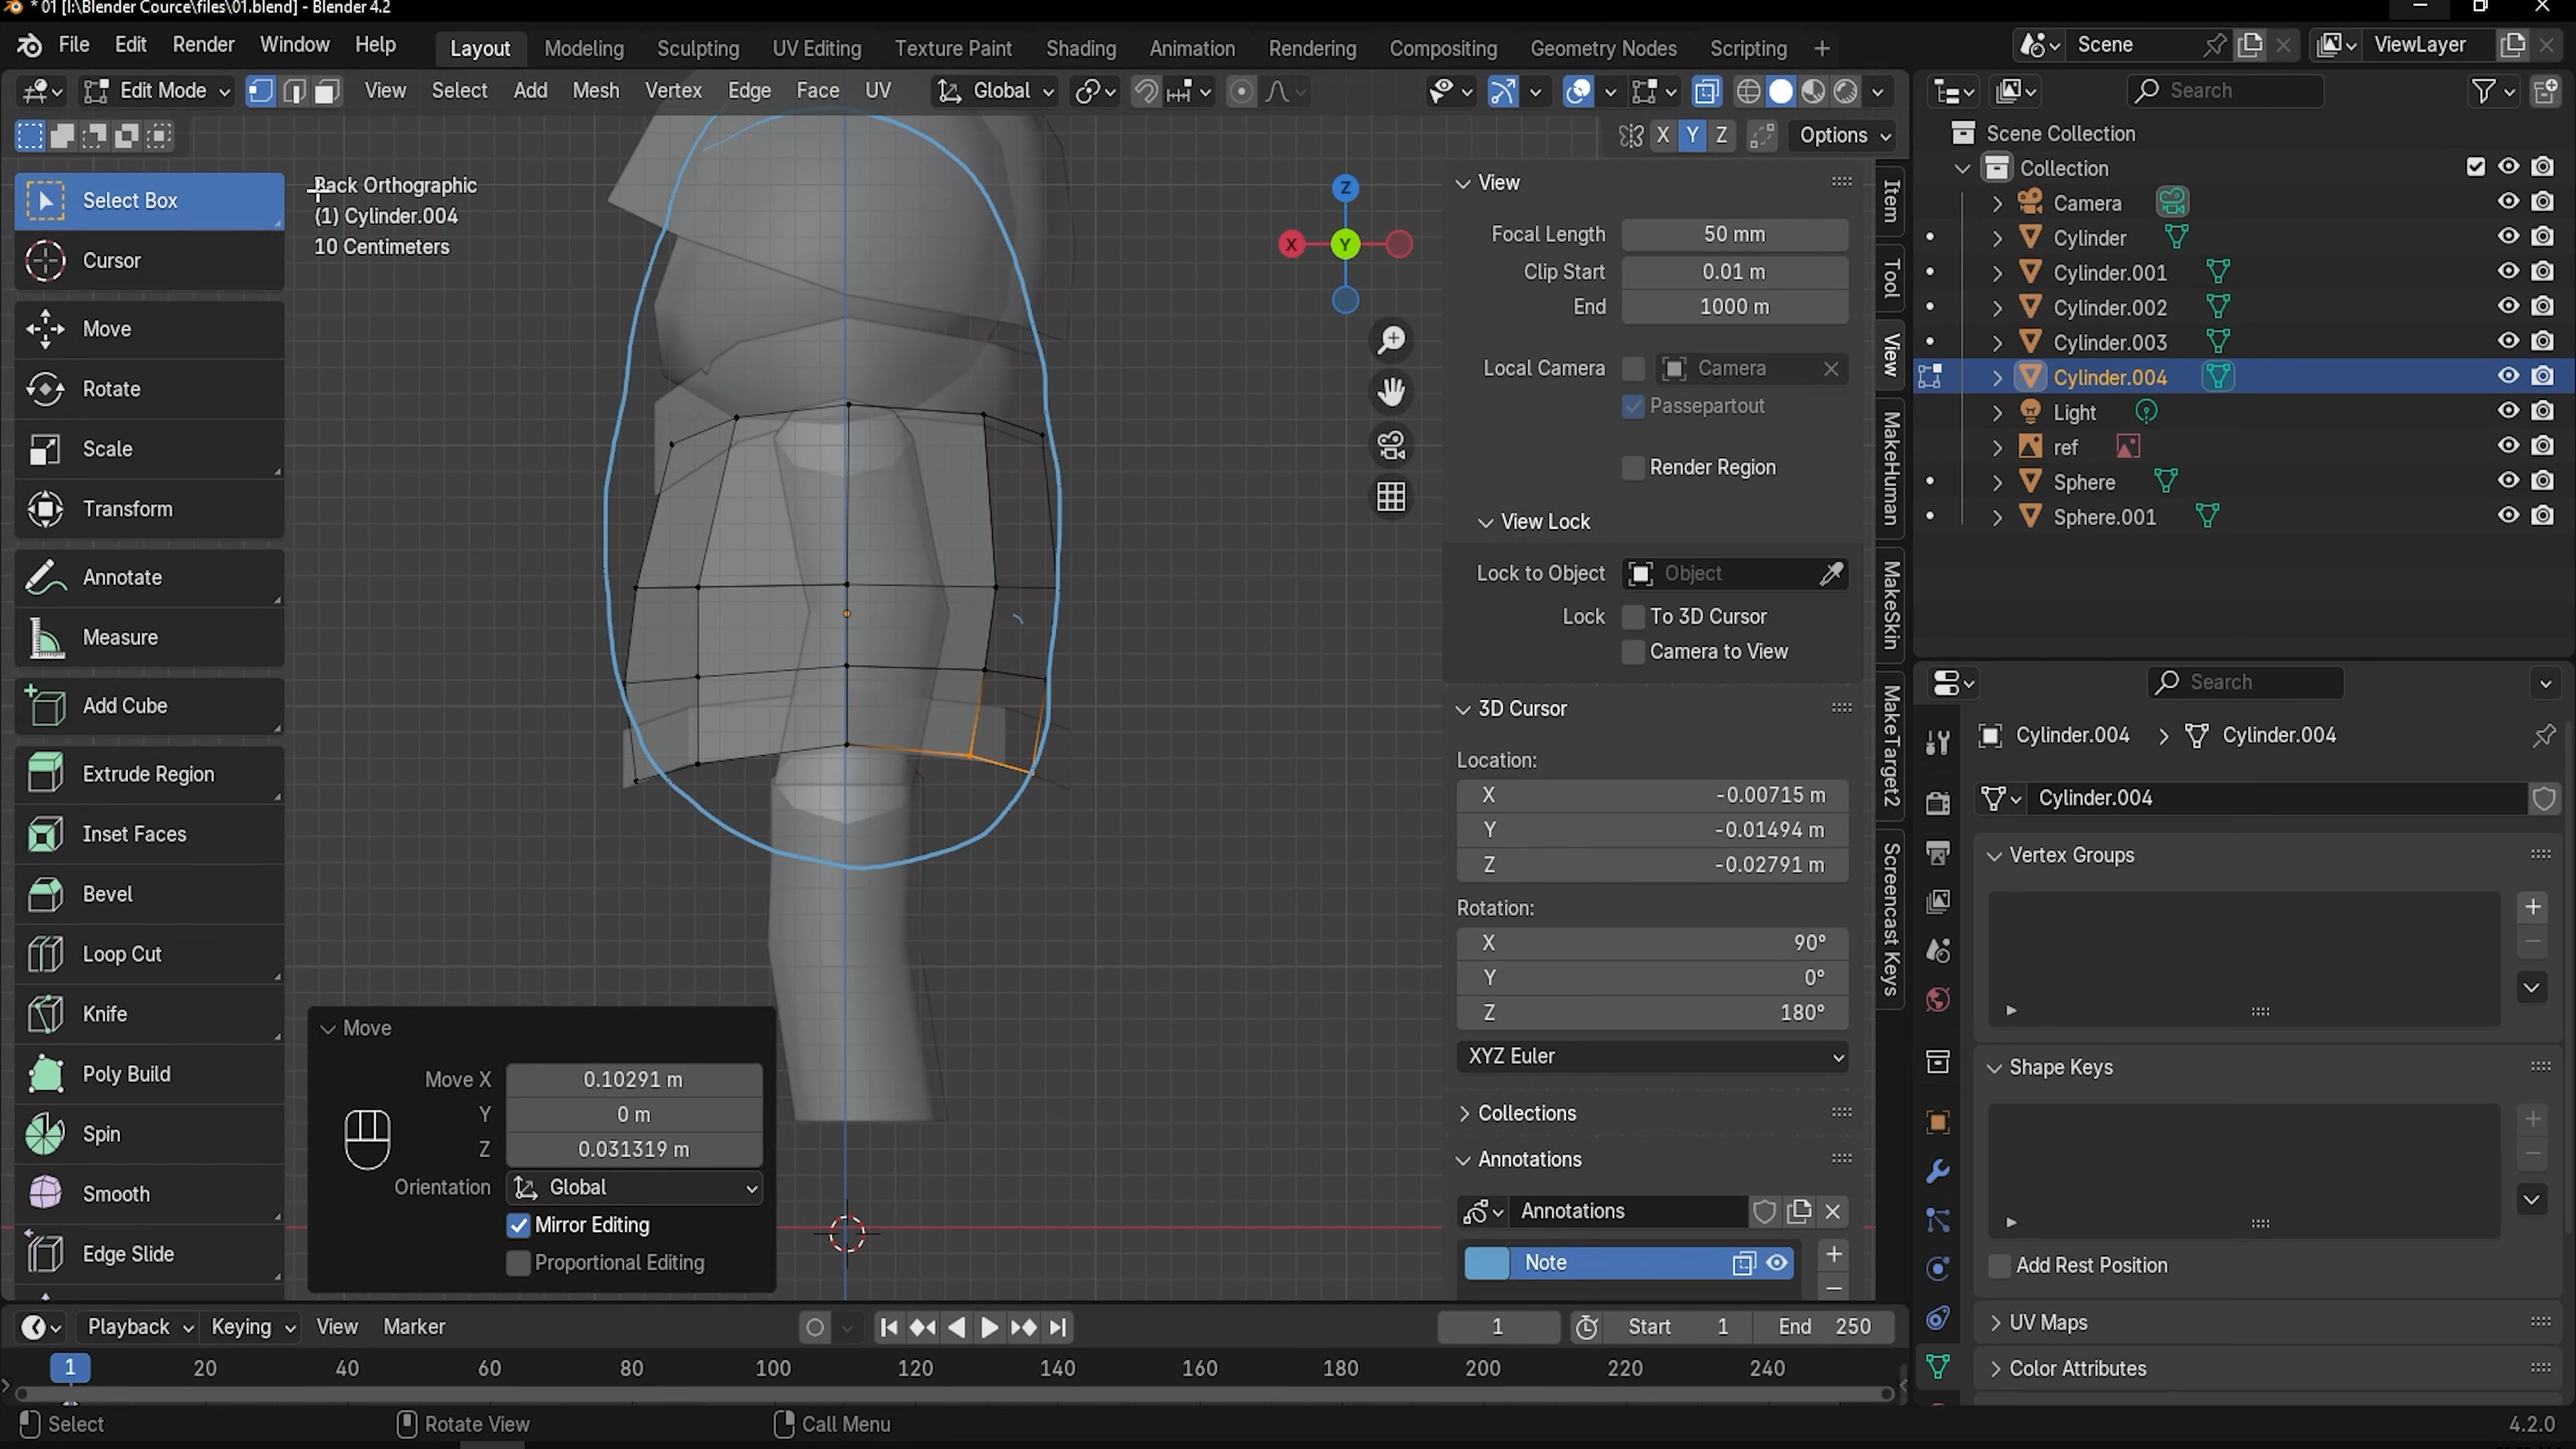 * 01 [I:\Blender Cource\files\01.blend] - Blender 4.2
File Edit Render Window Help
Layout Modeling Sculpting UV Editing Texture Paint Shading Animation Rendering Compositing Geometry Nodes Scripting +
Scene
ViewLayer
Edit Mode View Select Add Mesh Vertex Edge Face UV Global
X Y Z Options
Search
Select Box
Cursor
Move
Rotate
Scale
Transform
Annotate
Measure
Add Cube
Extrude Region
Inset Faces
Bevel
Loop Cut
Knife
Poly Build
Spin
Smooth
Edge Slide
Back Orthographic
(1) Cylinder.004
10 Centimeters
Z
X
Y
Move
Move X 0.10291 m
Y 0 m
Z 0.031319 m
Orientation Global
Mirror Editing
Proportional Editing
View
Focal Length 50 mm
Clip Start 0.01 m
End 1000 m
Local Camera Camera
Passepartout
Render Region
View Lock
Lock to Object Object
Lock To 3D Cursor
Camera to View
3D Cursor
Location:
X -0.00715 m
Y -0.01494 m
Z -0.02791 m
Rotation:
X 90°
Y 0°
Z 180°
XYZ Euler
Collections
Annotations
Annotations
Note
Item
Tool
View
MakeHuman
MakeSkin
MakeTarget2
Screencast Keys
Scene Collection
Collection
Camera
Cylinder
Cylinder.001
Cylinder.002
Cylinder.003
Cylinder.004
Light
ref
Sphere
Sphere.001
Search
Cylinder.004 > Cylinder.004
Cylinder.004
Vertex Groups
Shape Keys
Add Rest Position
UV Maps
Color Attributes
Playback Keying View Marker
1 Start 1 End 250
1 20 40 60 80 100 120 140 160 180 200 220 240
Select Rotate View Call Menu 4.2.0